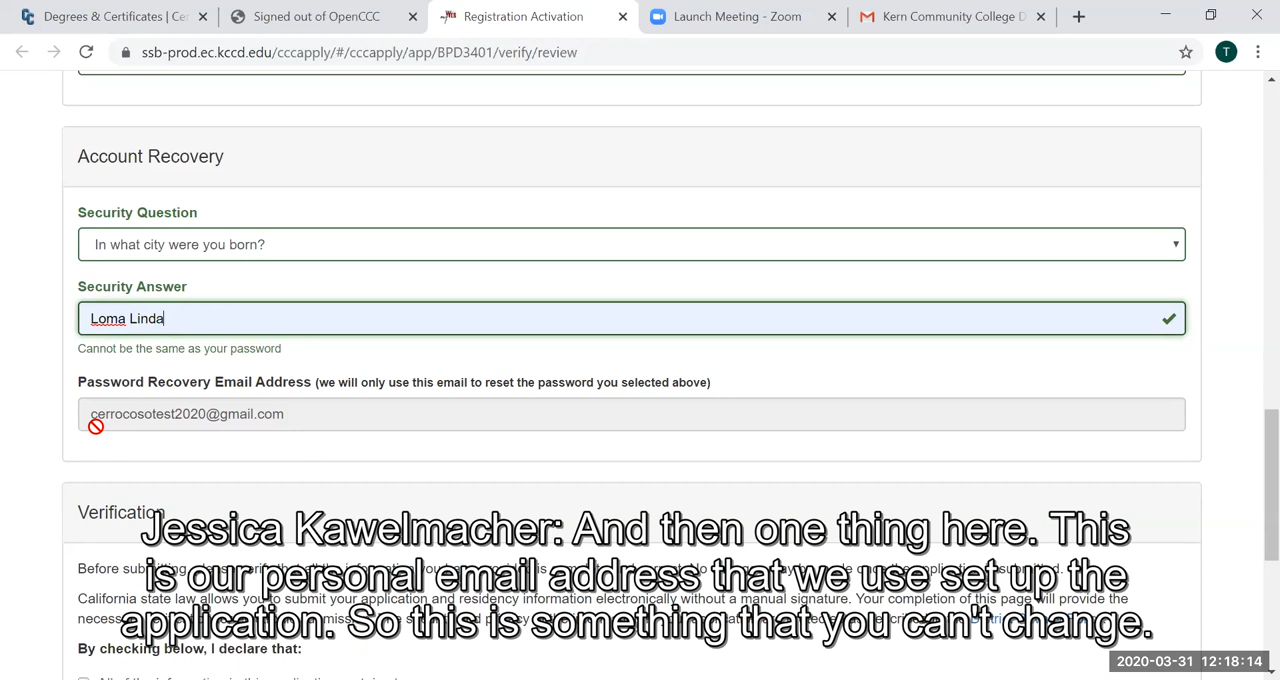 Degrees & Certificates | Cer
Signed out of OpenCCC
Registration Activation
Launch Meeting - Zoom
Kern Community College D
ssb-prod.ec.kccd.edu/cccapply/#/cccapply/app/BPD3401/verify/review
T
Account Recovery
Security Question
In what city were you born?
Security Answer
Loma Linda
Cannot be the same as your password
Password Recovery Email Address (we will only use this email to reset the password you selected above)
cerrocosotest2020@gmail.com
Verification
Jessica Kawelmacher: And then one thing here. This
is our personal email address that we use set up the
application. So this is something that you can't change.
Before
California state law allows you to submit your application and residency information electronically without a manual signature. Your completion of this page will provide the
By checking below, I declare that:
2020-03-31 12:18:14